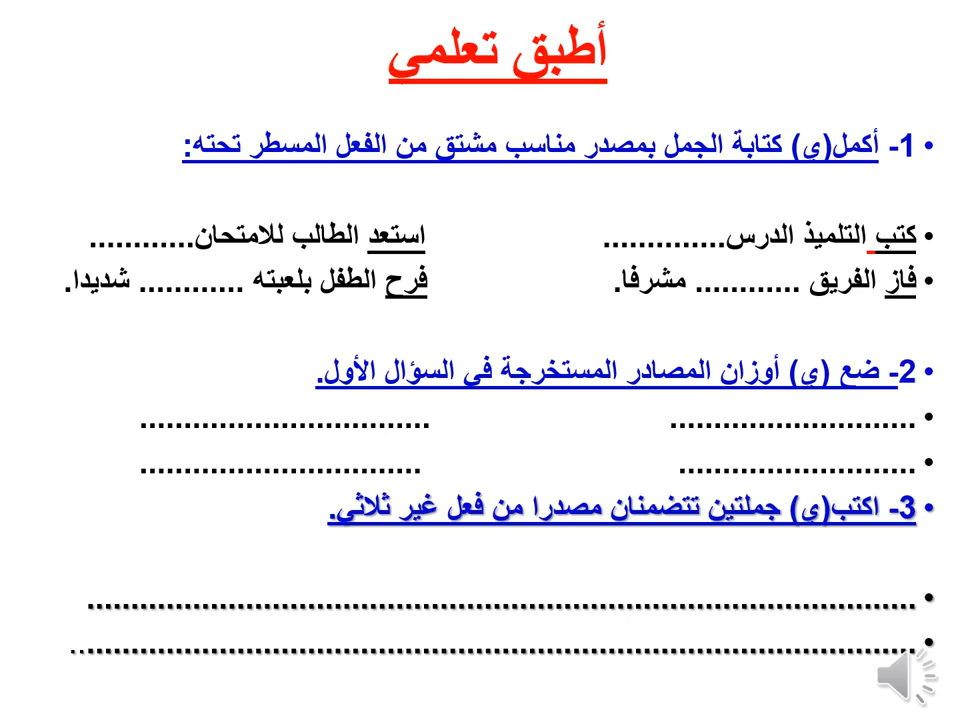 أطبق تعلمي
• 1- أكمل(ي) كتابة الجمل بمصدر مناسب مشتق من الفعل المسطر تحته:
• كتب التلميذ الدرس.............. استعد الطالب للامتحان............
• فاز الفريق ............ مشرفا. فرح الطفل بلعبته ............ شديدا.
• 2- ضع (ي) أوزان المصادر المستخرجة في السؤال الأول.
• ............................ .................................
• ........................... ................................
• 3- اكتب(ي) جملتين تتضمنان مصدرا من فعل غير ثلاثي.
• ..............................................................................................
• ................................................................................................